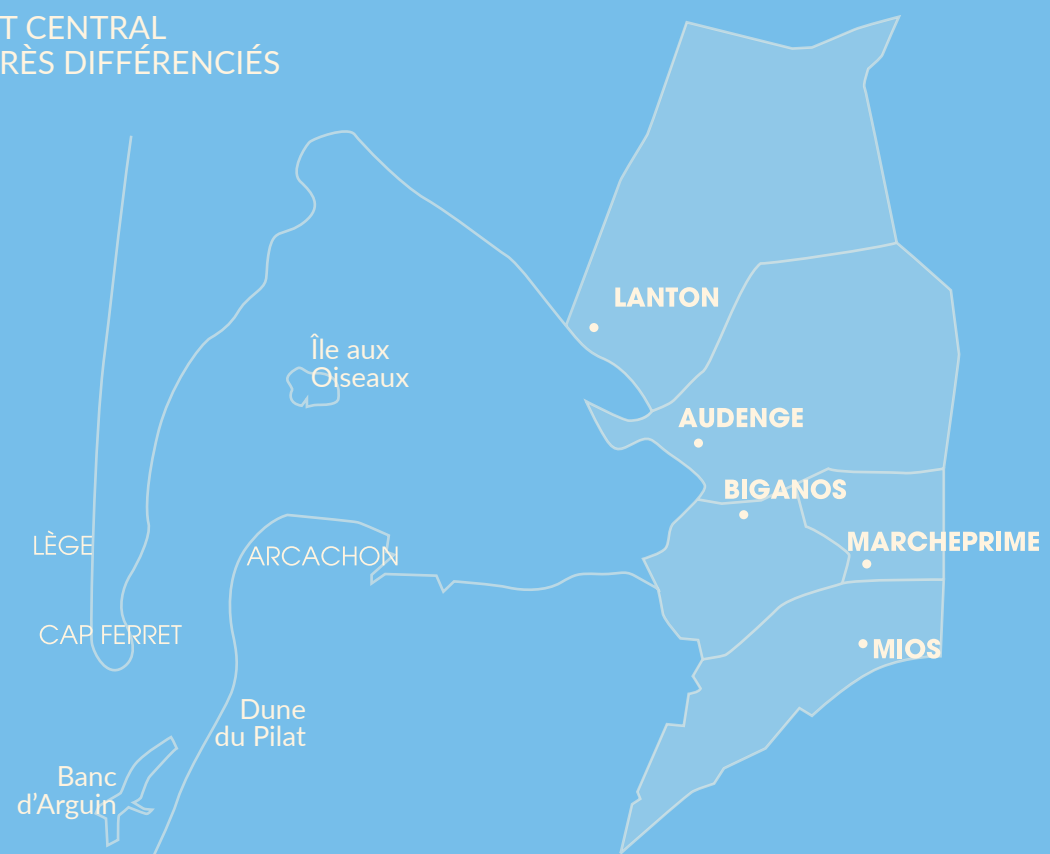 T CENTRAL
RÈS DIFFÉRENCIÉS
LANTON
Île aux
Oiseaux
AUDENGE
BIGANOS
LÈGE
ARCACHON
MARCHEPRIME
CAP FERRET
MIOS
Dune
du Pilat
Banc
d’Arguin